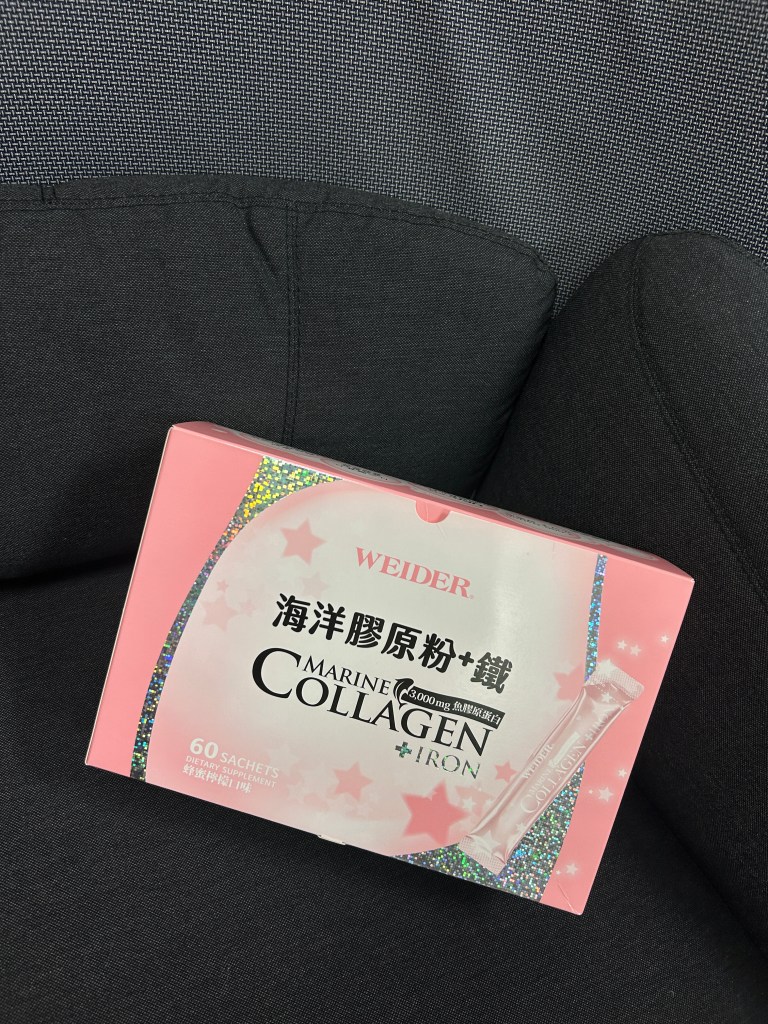 WEIDER®
海洋膠原粉+鐵
MARINE
COLLAGEN
3,000mg 魚膠原蛋白
+IRON
60 SACHETS
DIETARY SUPPLEMENT
蜂蜜檸檬口味
WEIDER
COLLAGEN